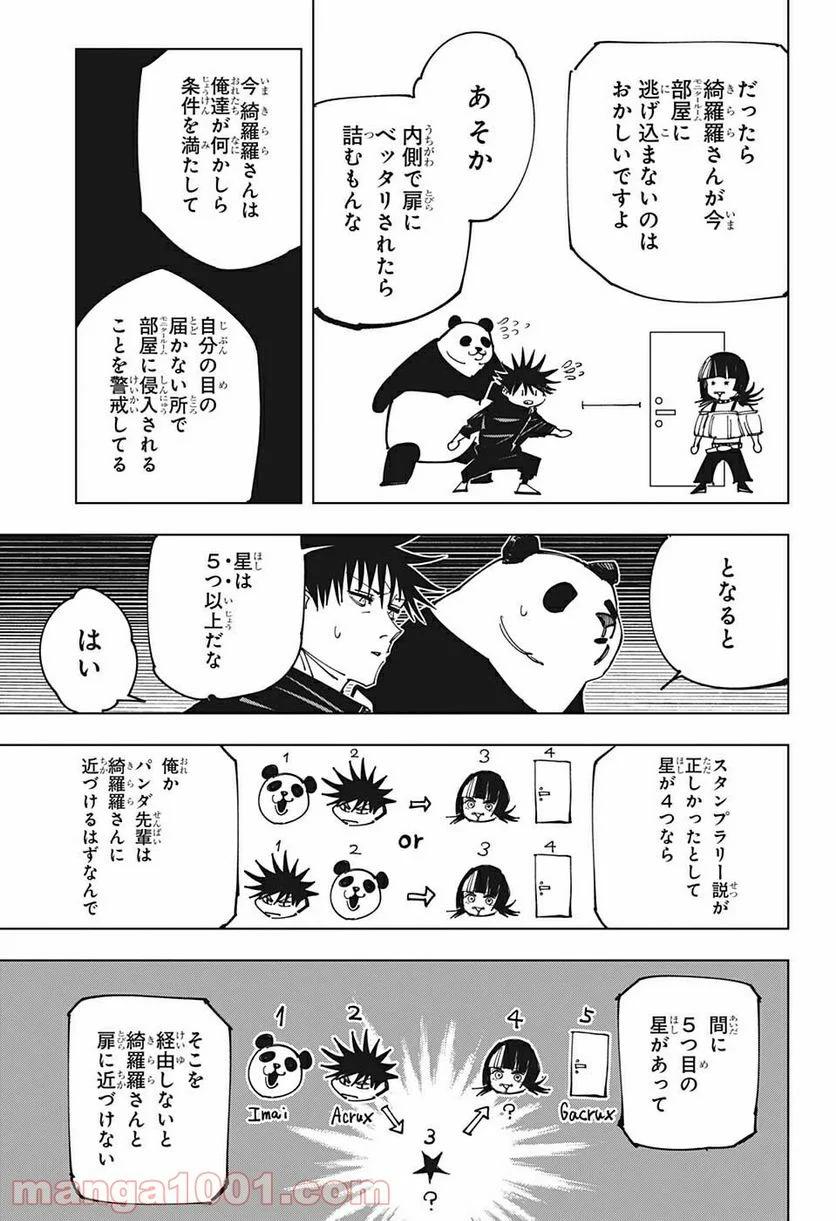 だったら
綺羅羅さんが今
部屋に
逃げ込まないのは
おかしいですよ
あそか
内側で扉に
ベッタリされたら
詰むもんな
今綺羅羅さんは
俺達が何かしら
条件を満たして
自分の目の
届かない所で
部屋に侵入される
ことを警戒してる
となると
星は
５つ以上だな
はい
スタンプラリー説が
正しかったとして
星が４つなら
1 2 3 4
or
1 2 3 4
俺か
パンダ先輩は
綺羅羅さんに
近づけるはずなんで
間に
５つ目の
星があって
1 2 4 5
Imai Acrux ? Gacrux
3
?
そこを
経由しないと
綺羅羅さんと
扉に近づけない
manga1001.com